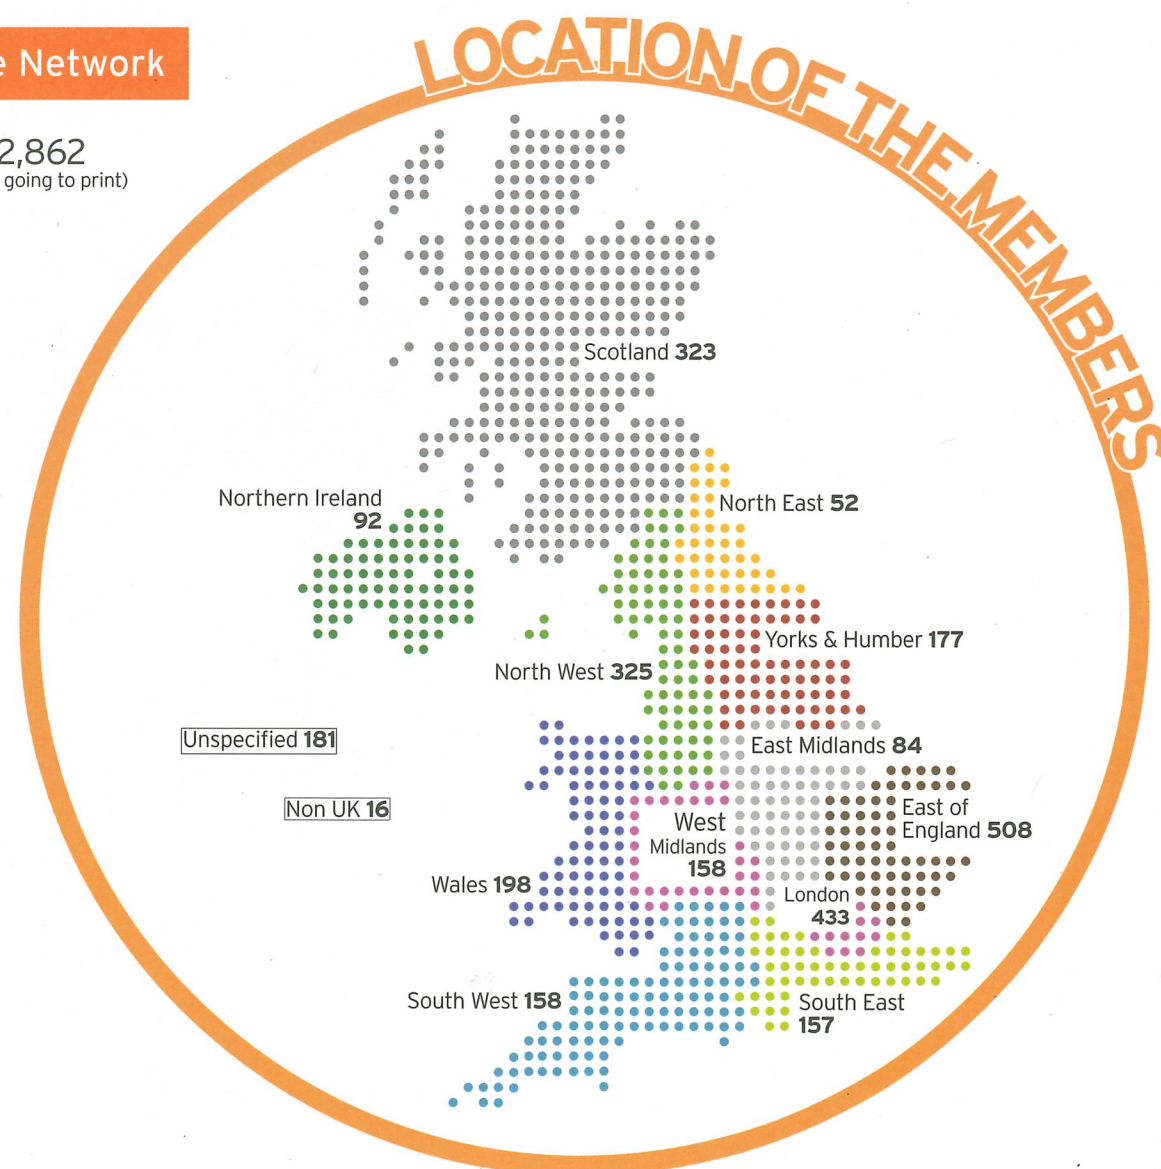 e Network
LOCATION OF THE MEMBERS
2,862
going to print)
Scotland 323
Northern Ireland
92
North East 52
Yorks & Humber 177
North West 325
Unspecified 181
East Midlands 84
Non UK 16
East of
England 508
West
Midlands
158
Wales 198
London
433
South West 158
South East
157